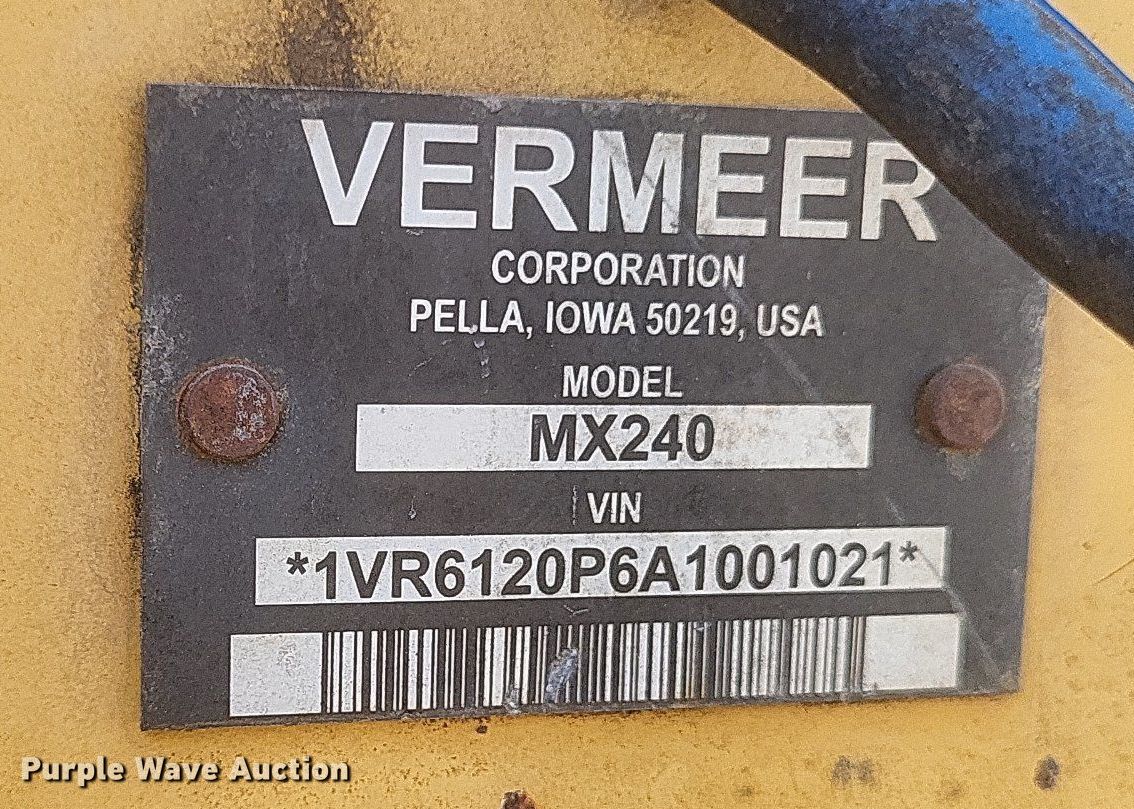 VERMEER
CORPORATION
PELLA, IOWA 50219, USA
MODEL
MX240
VIN
*1VR6120P6A1001021*
Purple Wave Auction